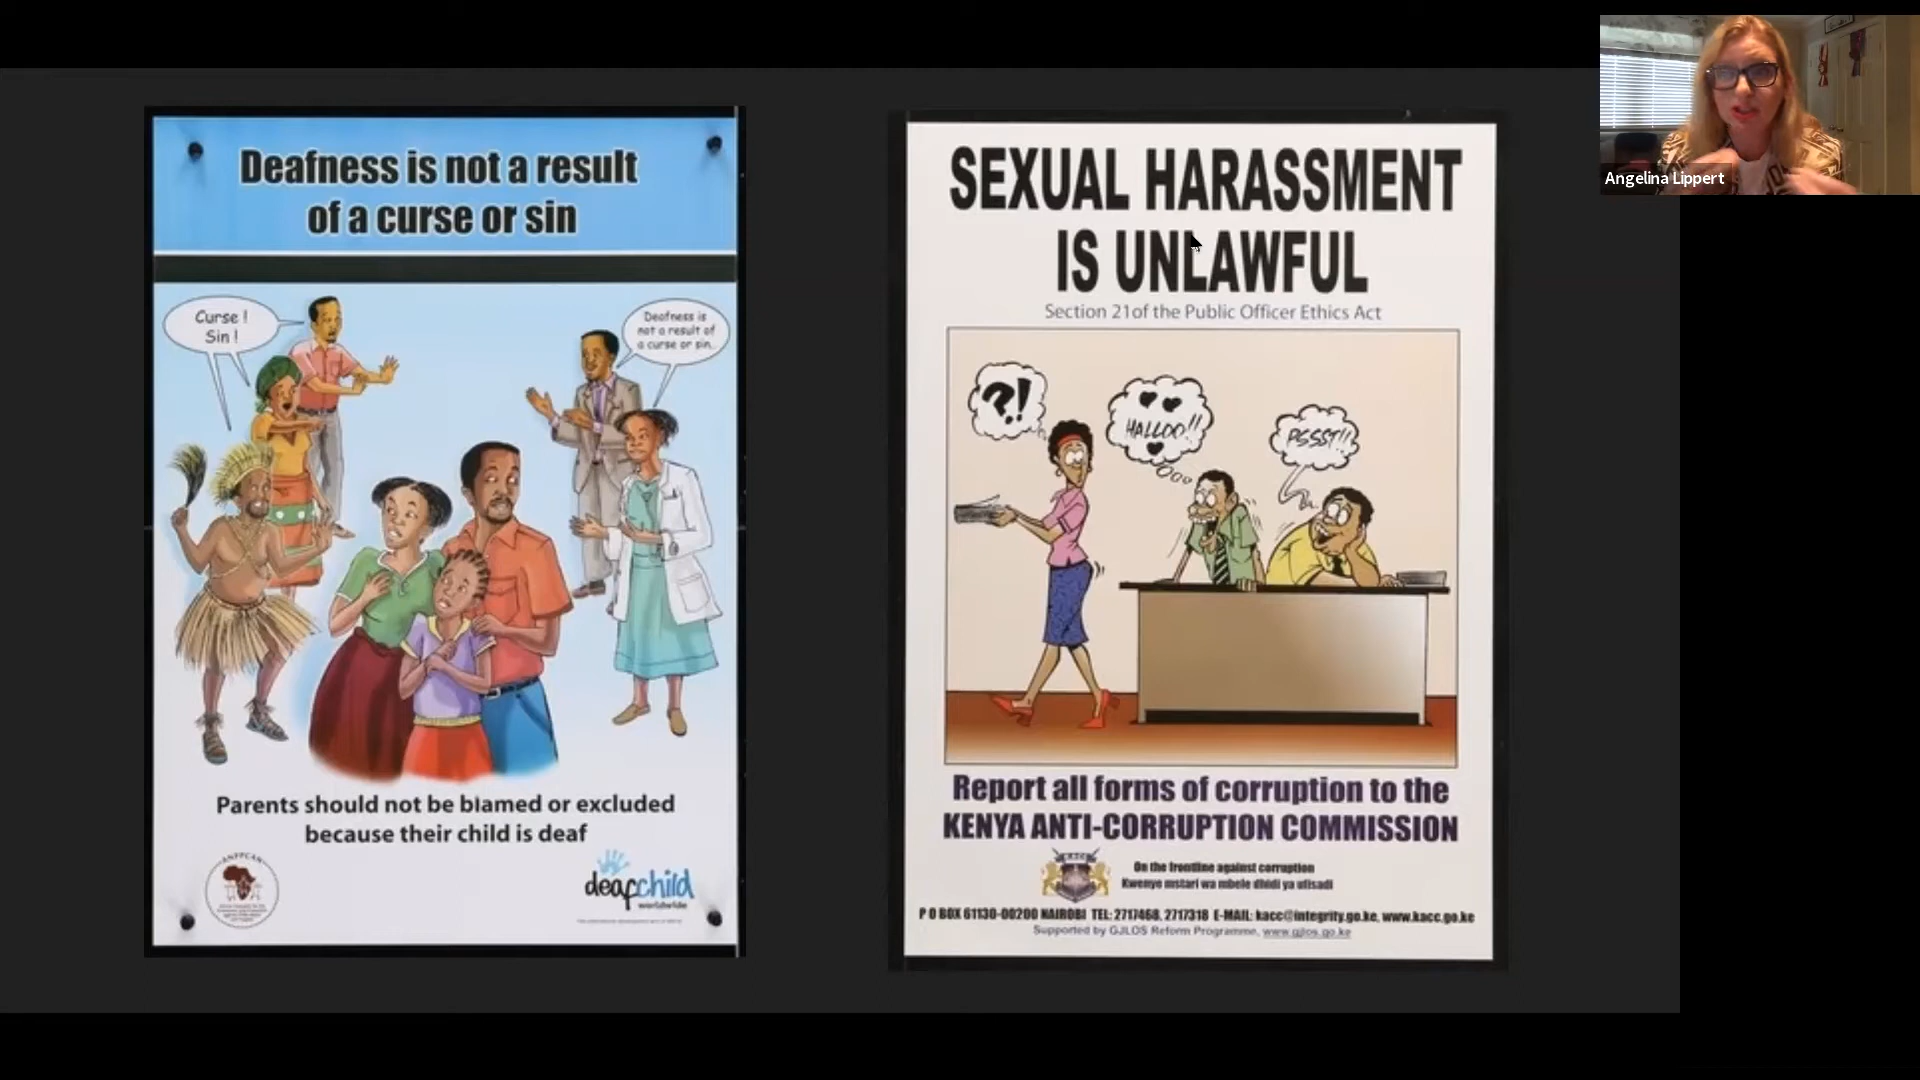 Deafness is not a result
of a curse or sin
Curse !
Sin !
Deafness is
not a result of
a curse or sin..
Parents should not be blamed or excluded
because their child is deaf
ANPPCAN
deafchild
worldwide
SEXUAL HARASSMENT
IS UNLAWFUL
Section 21of the Public Officer Ethics Act
?!
HALLOO!!
PSSST!!
Report all forms of corruption to the
KENYA ANTI-CORRUPTION COMMISSION
On the frontline against corruption
Kwenye mstari wa mbele dhidi ya ufisadi
P O BOX 61130-00200 NAIROBI TEL: 2717468, 2717318 E-MAIL: kacc@integrity.go.ke, www.kacc.go.ke
Supported by GJLOS Reform Programme, www.gjlos.go.ke
Angelina Lippert